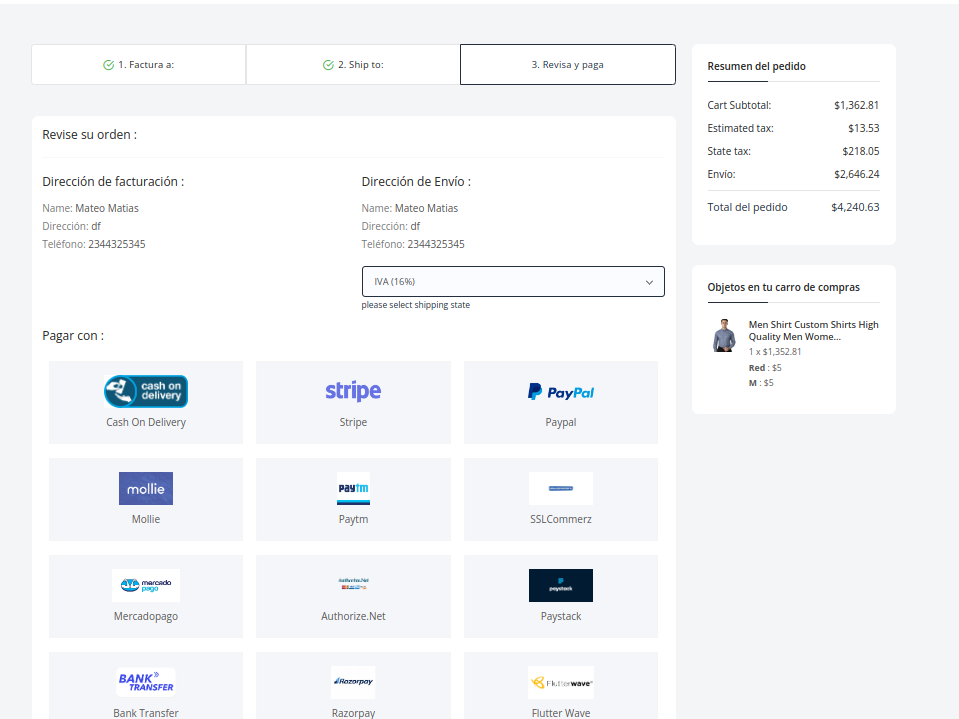 1. Factura a:
2. Ship to:
3. Revisa y paga
Revise su orden :
Dirección de facturación :
Name: Mateo Matias
Dirección: df
Teléfono: 2344325345
Dirección de Envío :
Name: Mateo Matias
Dirección: df
Teléfono: 2344325345
IVA (16%)
please select shipping state
Pagar con :
cash on
delivery
Cash On Delivery
stripe
Stripe
PayPal
Paypal
mollie
Mollie
paytm
Paytm
SSLCommerz
mercado
pago
Mercadopago
Authorize.Net
Authorize.Net
paystack
Paystack
BANK
TRANSFER
Bank Transfer
Razorpay
Razorpay
Flutterwave
Flutter Wave
Resumen del pedido
Cart Subtotal: $1,362.81
Estimated tax: $13.53
State tax: $218.05
Envío: $2,646.24
Total del pedido $4,240.63
Objetos en tu carro de compras
Men Shirt Custom Shirts High
Quality Men Wome...
1 x $1,352.81
Red : $5
M : $5